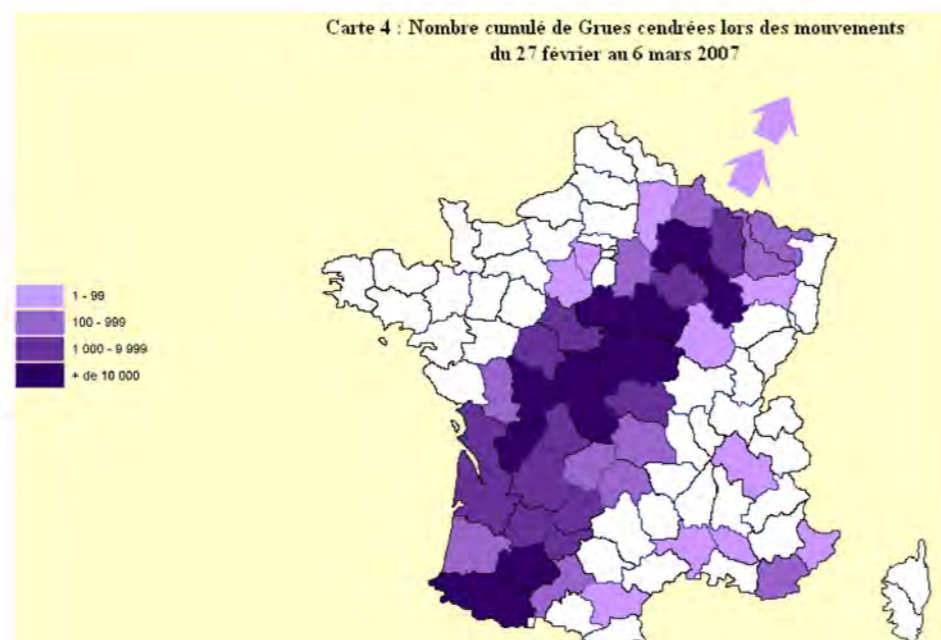 Carte 4 : Nombre cumulé de Grues cendrées lors des mouvements
du 27 février au 6 mars 2007
1 - 99
100 - 999
1 000 - 9 999
+ de 10 000